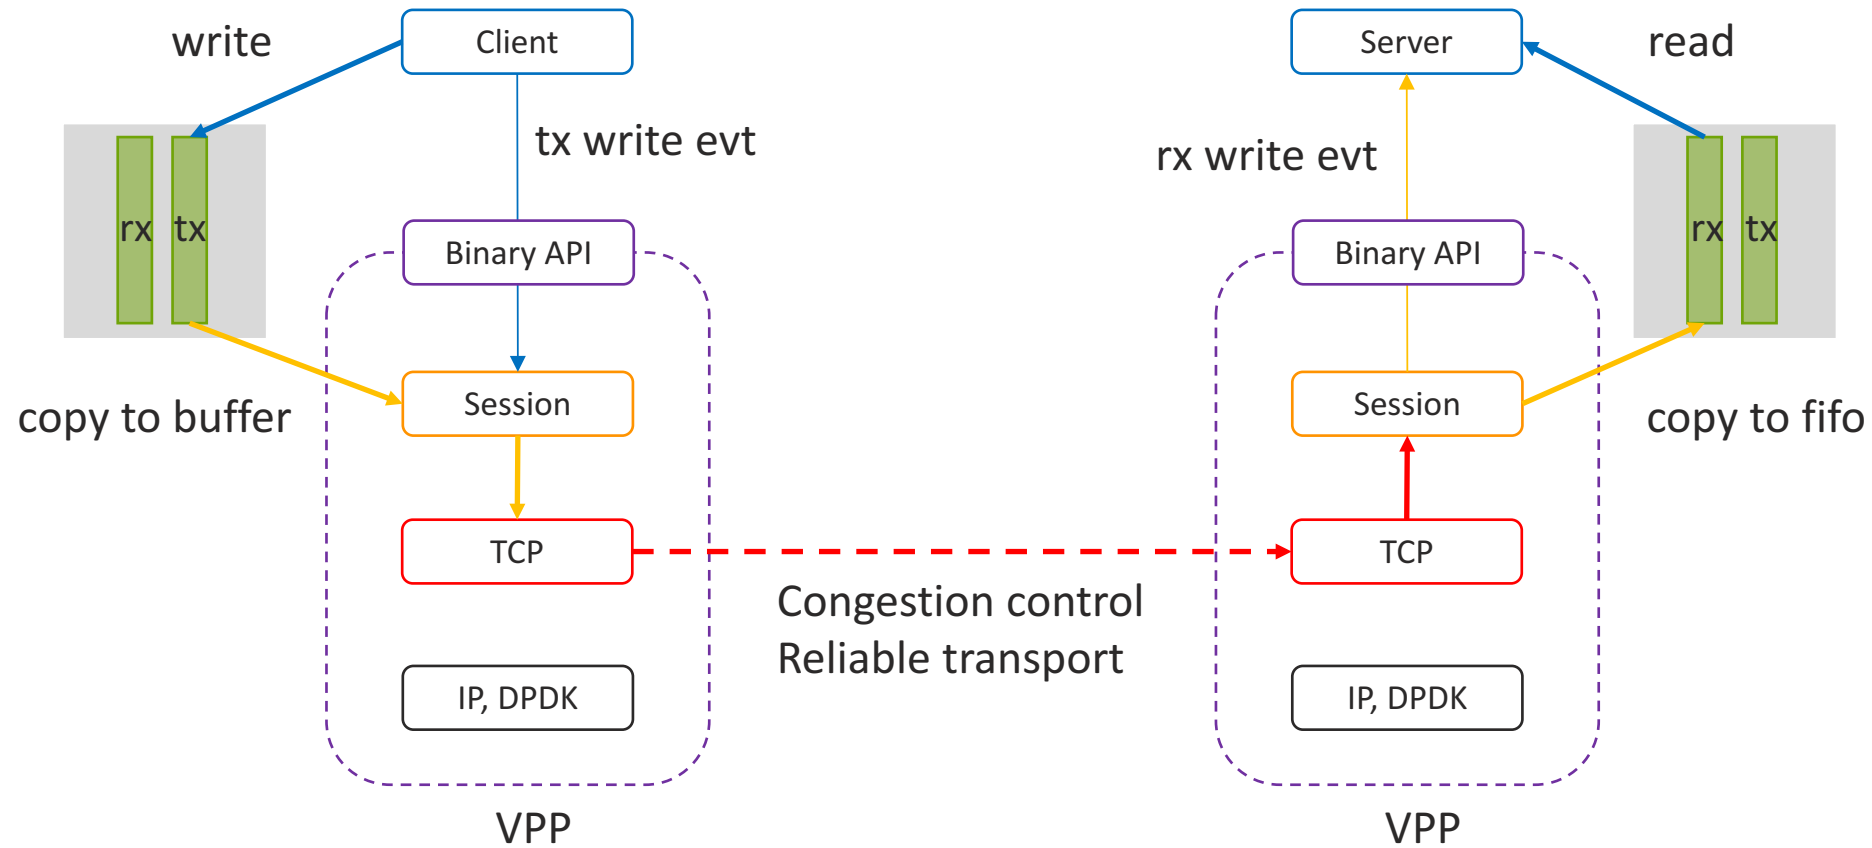 write
Client
Server
read
tx write evt
rx write evt
rx
tx
rx
tx
Binary API
Binary API
Session
Session
copy to buffer
copy to fifo
TCP
TCP
Congestion control
Reliable transport
IP, DPDK
IP, DPDK
VPP
VPP